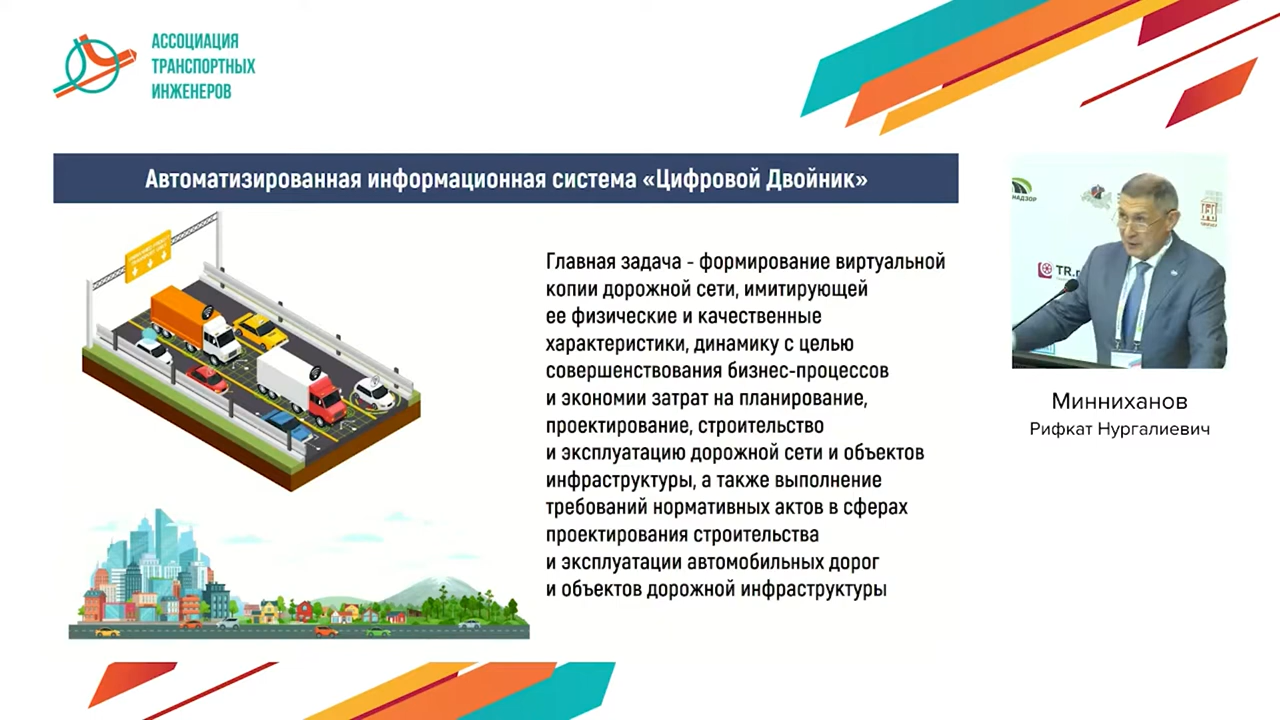 АССОЦИАЦИЯ
ТРАНСПОРТНЫХ
ИНЖЕНЕРОВ
Автоматизированная информационная система «Цифровой Двойник»
Главная задача - формирование виртуальной
копии дорожной сети, имитирующей
ее физические и качественные
характеристики, динамику с целью
совершенствования бизнес-процессов
и экономии затрат на планирование,
проектирование, строительство
и эксплуатацию дорожной сети и объектов
инфраструктуры, а также выполнение
требований нормативных актов в сферах
проектирования строительства
и эксплуатации автомобильных дорог
и объектов дорожной инфраструктуры
НАДЗОР
TR.
Минниханов
Рифкат Нургалиевич